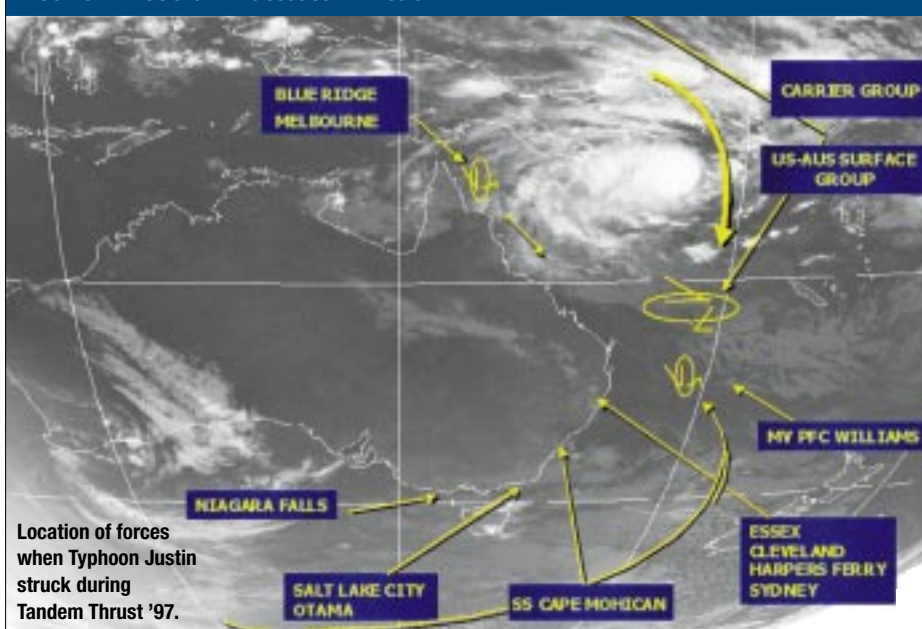 BLUE RIDGE
MELBOURNE
CARRIER GROUP
US-AUS SURFACE
GROUP
MV PFC WILLIAMS
NIAGARA FALLS
Location of forces
when Typhoon Justin
struck during
Tandem Thrust '97.
SALT LAKE CITY
OTAMA
SS CAPE MOHICAN
ESSEX
CLEVELAND
HARPERS FERRY
SYDNEY